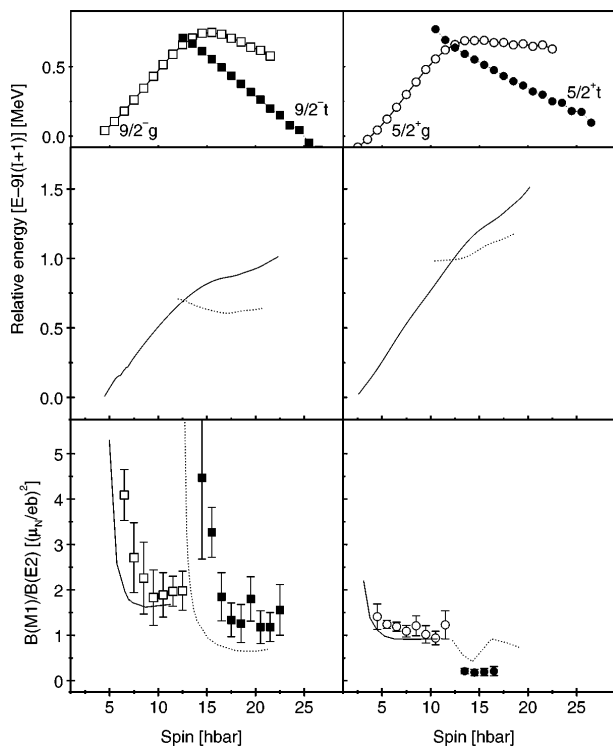 0.5
0.0
9/2⁻g
9/2⁻t
5/2⁺g
5/2⁺t
Relative energy [E−9I(I+1)] [MeV]
1.5
1.0
0.5
0.0
B(M1)/B(E2) [(μ_N/eb)²]
5
4
3
2
1
0
5 10 15 20 25
5 10 15 20 25
Spin [hbar]
Spin [hbar]